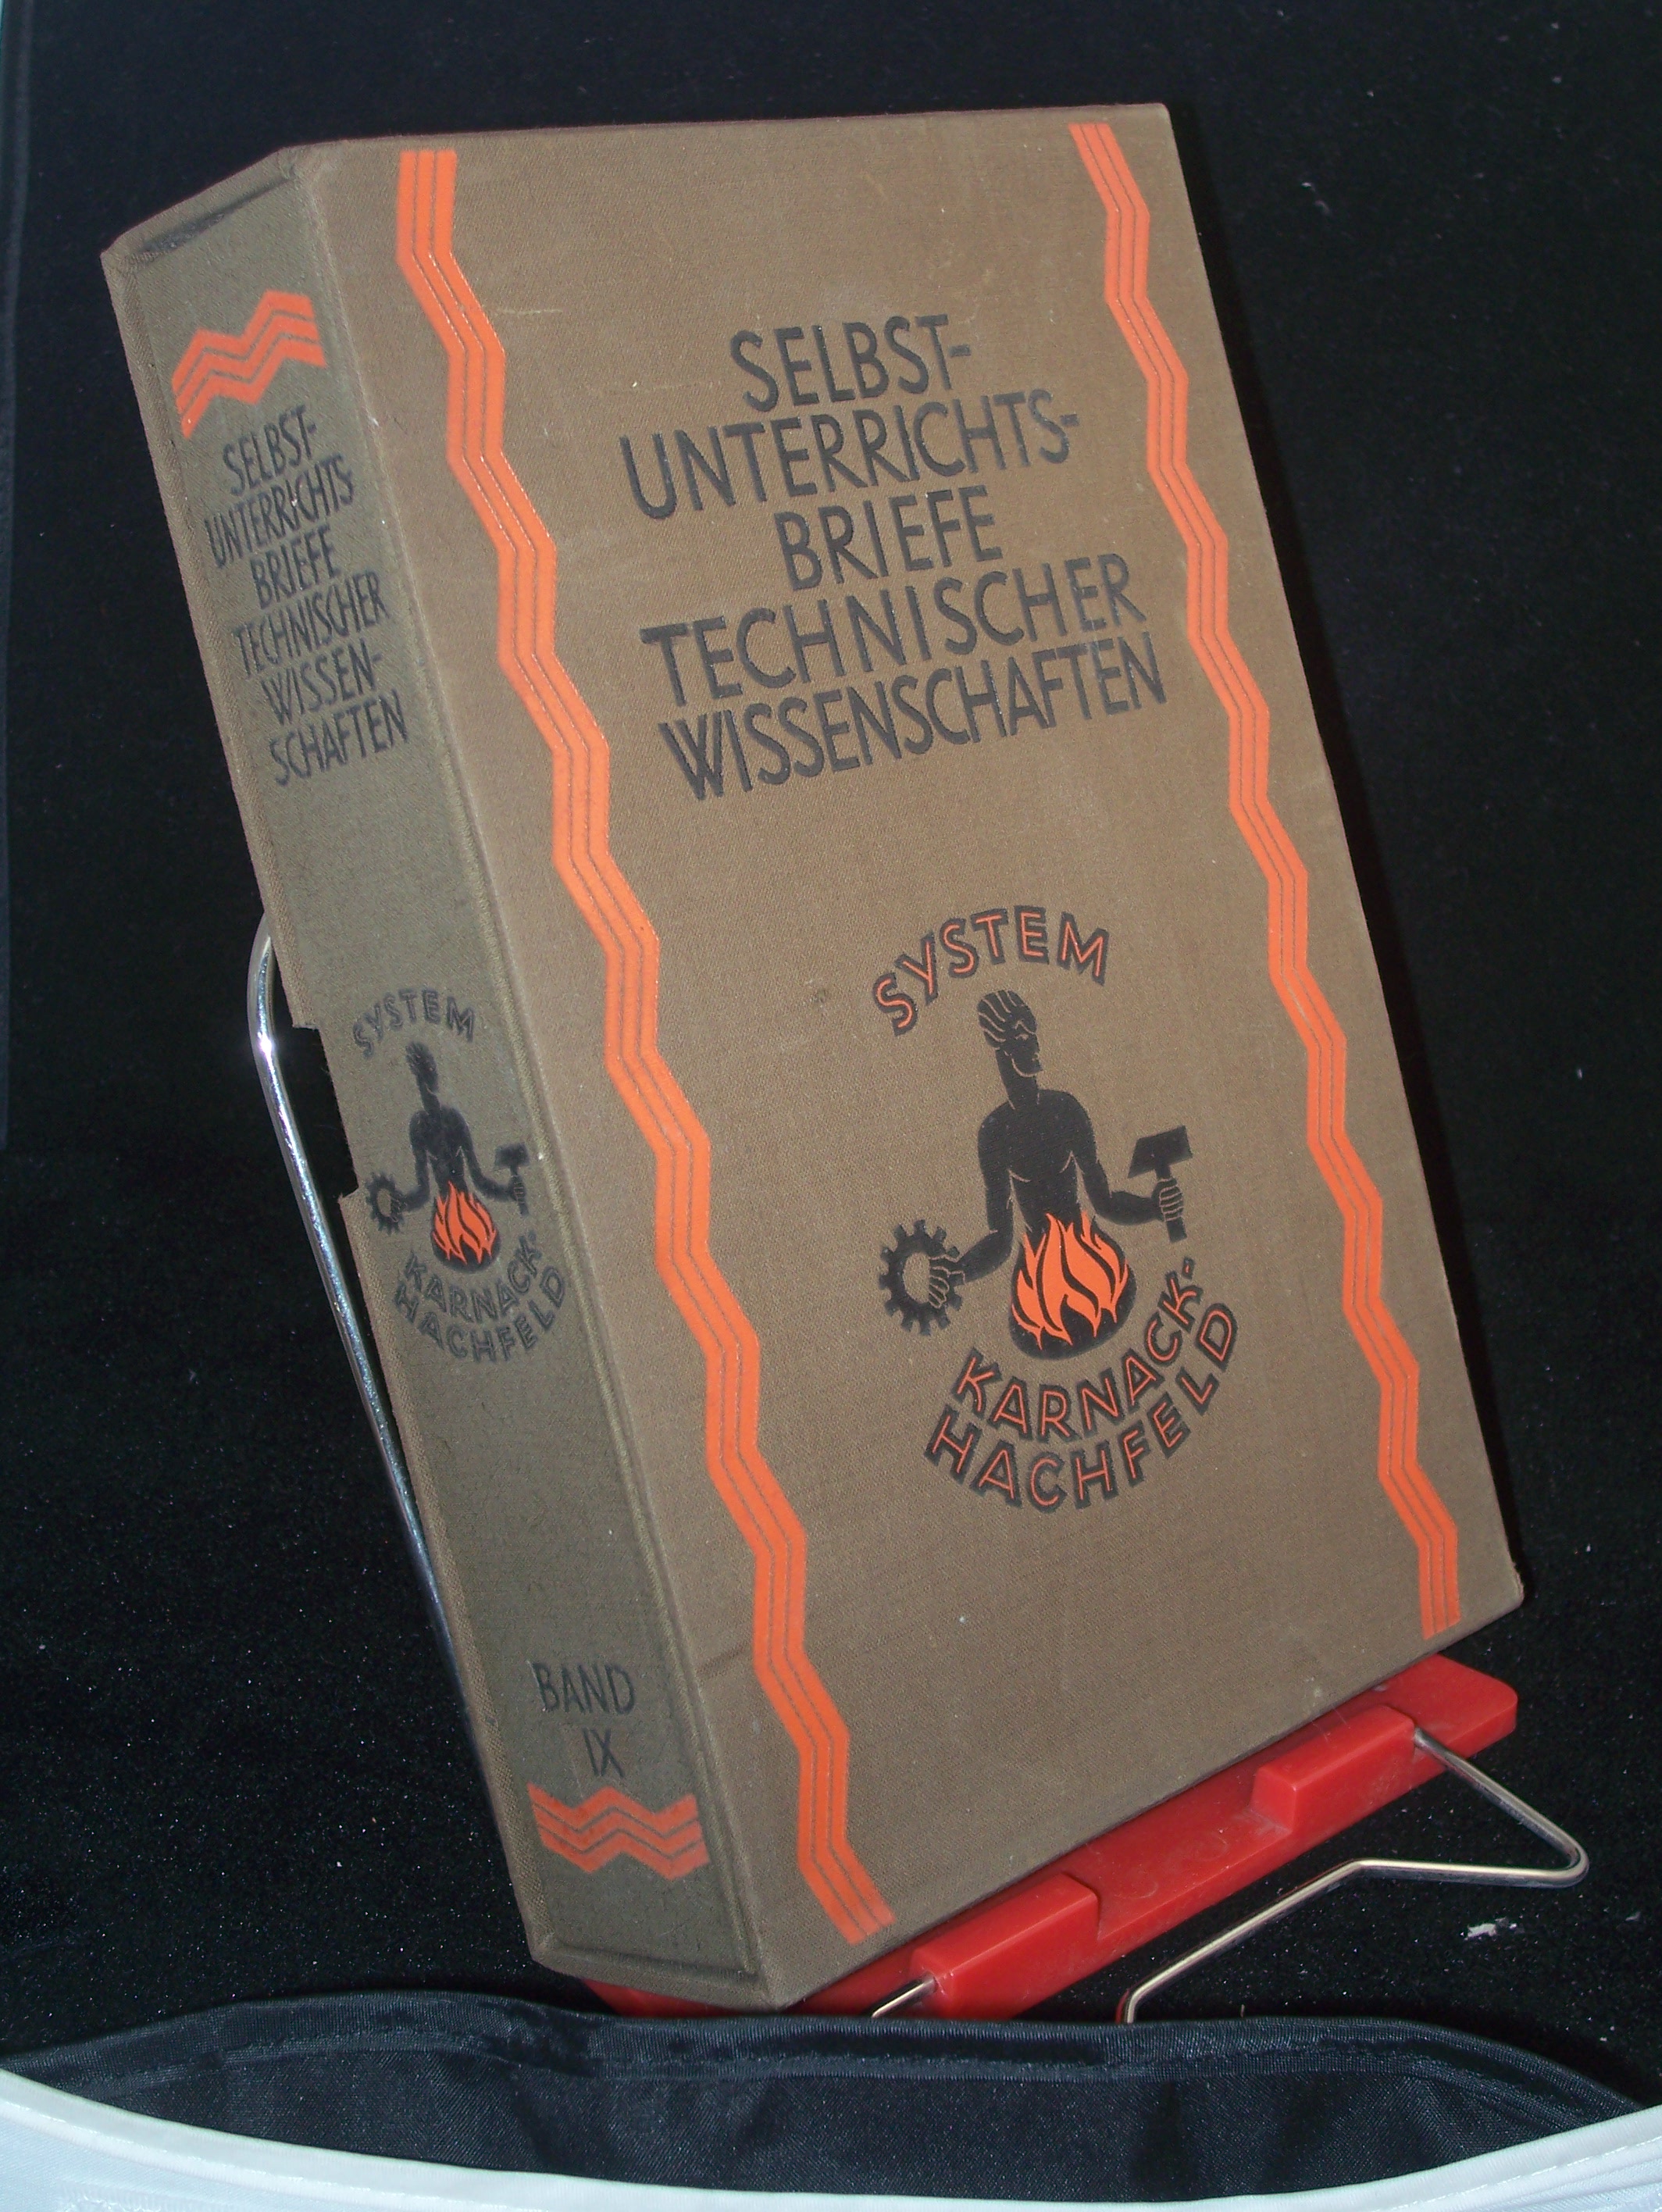 SELBST-
UNTERRICHTS-
BRIEFE
TECHNISCHER
WISSEN-
SCHAFTEN
SYSTEM
KARNACK-
HACHFELD
BAND
IX
SELBST-
UNTERRICHTS-
BRIEFE
TECHNISCHER
WISSENSCHAFTEN
SYSTEM
KARNACK-
HACHFELD